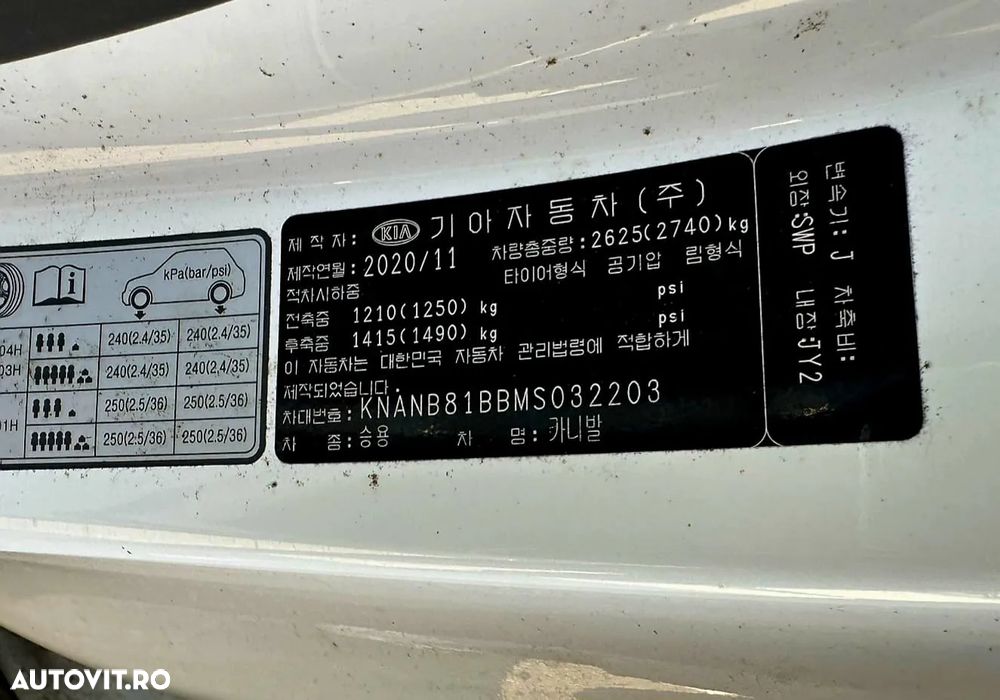 kPa(bar/psi)
04H 240(2.4/35) 240(2.4/35)
03H 240(2.4/35) 240(2.4/35)
250(2.5/36) 250(2.5/36)
01H 250(2.5/36) 250(2.5/36)
제작자: KIA 기아자동차(주)
제작연월: 2020/11 차량총중량: 2625(2740)kg
적차시하중 타이어형식 공기압 림형식
전축중 1210(1250) kg psi
후축중 1415(1490) kg psi
이 자동차는 대한민국 자동차 관리법령에 적합하게
제작되었습니다.
차대번호: KNANB81BBMS032203
차 종: 승용 차 명: 카니발
변속기: J 차축비:
외장:SWP 내장:JY2
AUTOVIT.RO